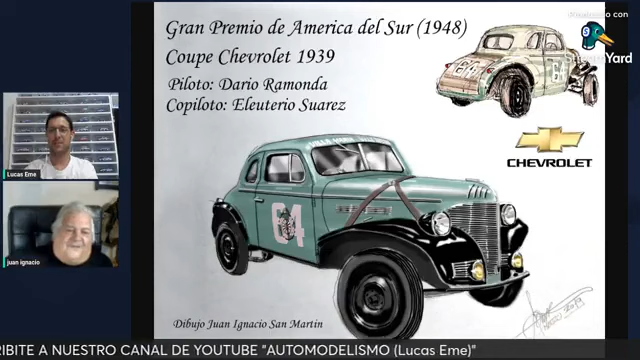 Gran Premio de America del Sur (1948)
Coupe Chevrolet 1939
Piloto: Dario Ramonda
Copiloto: Eleuterio Suarez
64
CHEVROLET
Lucas Eme
juan ignacio
64
Dibujo Juan Ignacio San Martin
RIBITE A NUESTRO CANAL DE YOUTUBE "AUTOMODELISMO (Lucas Eme)"